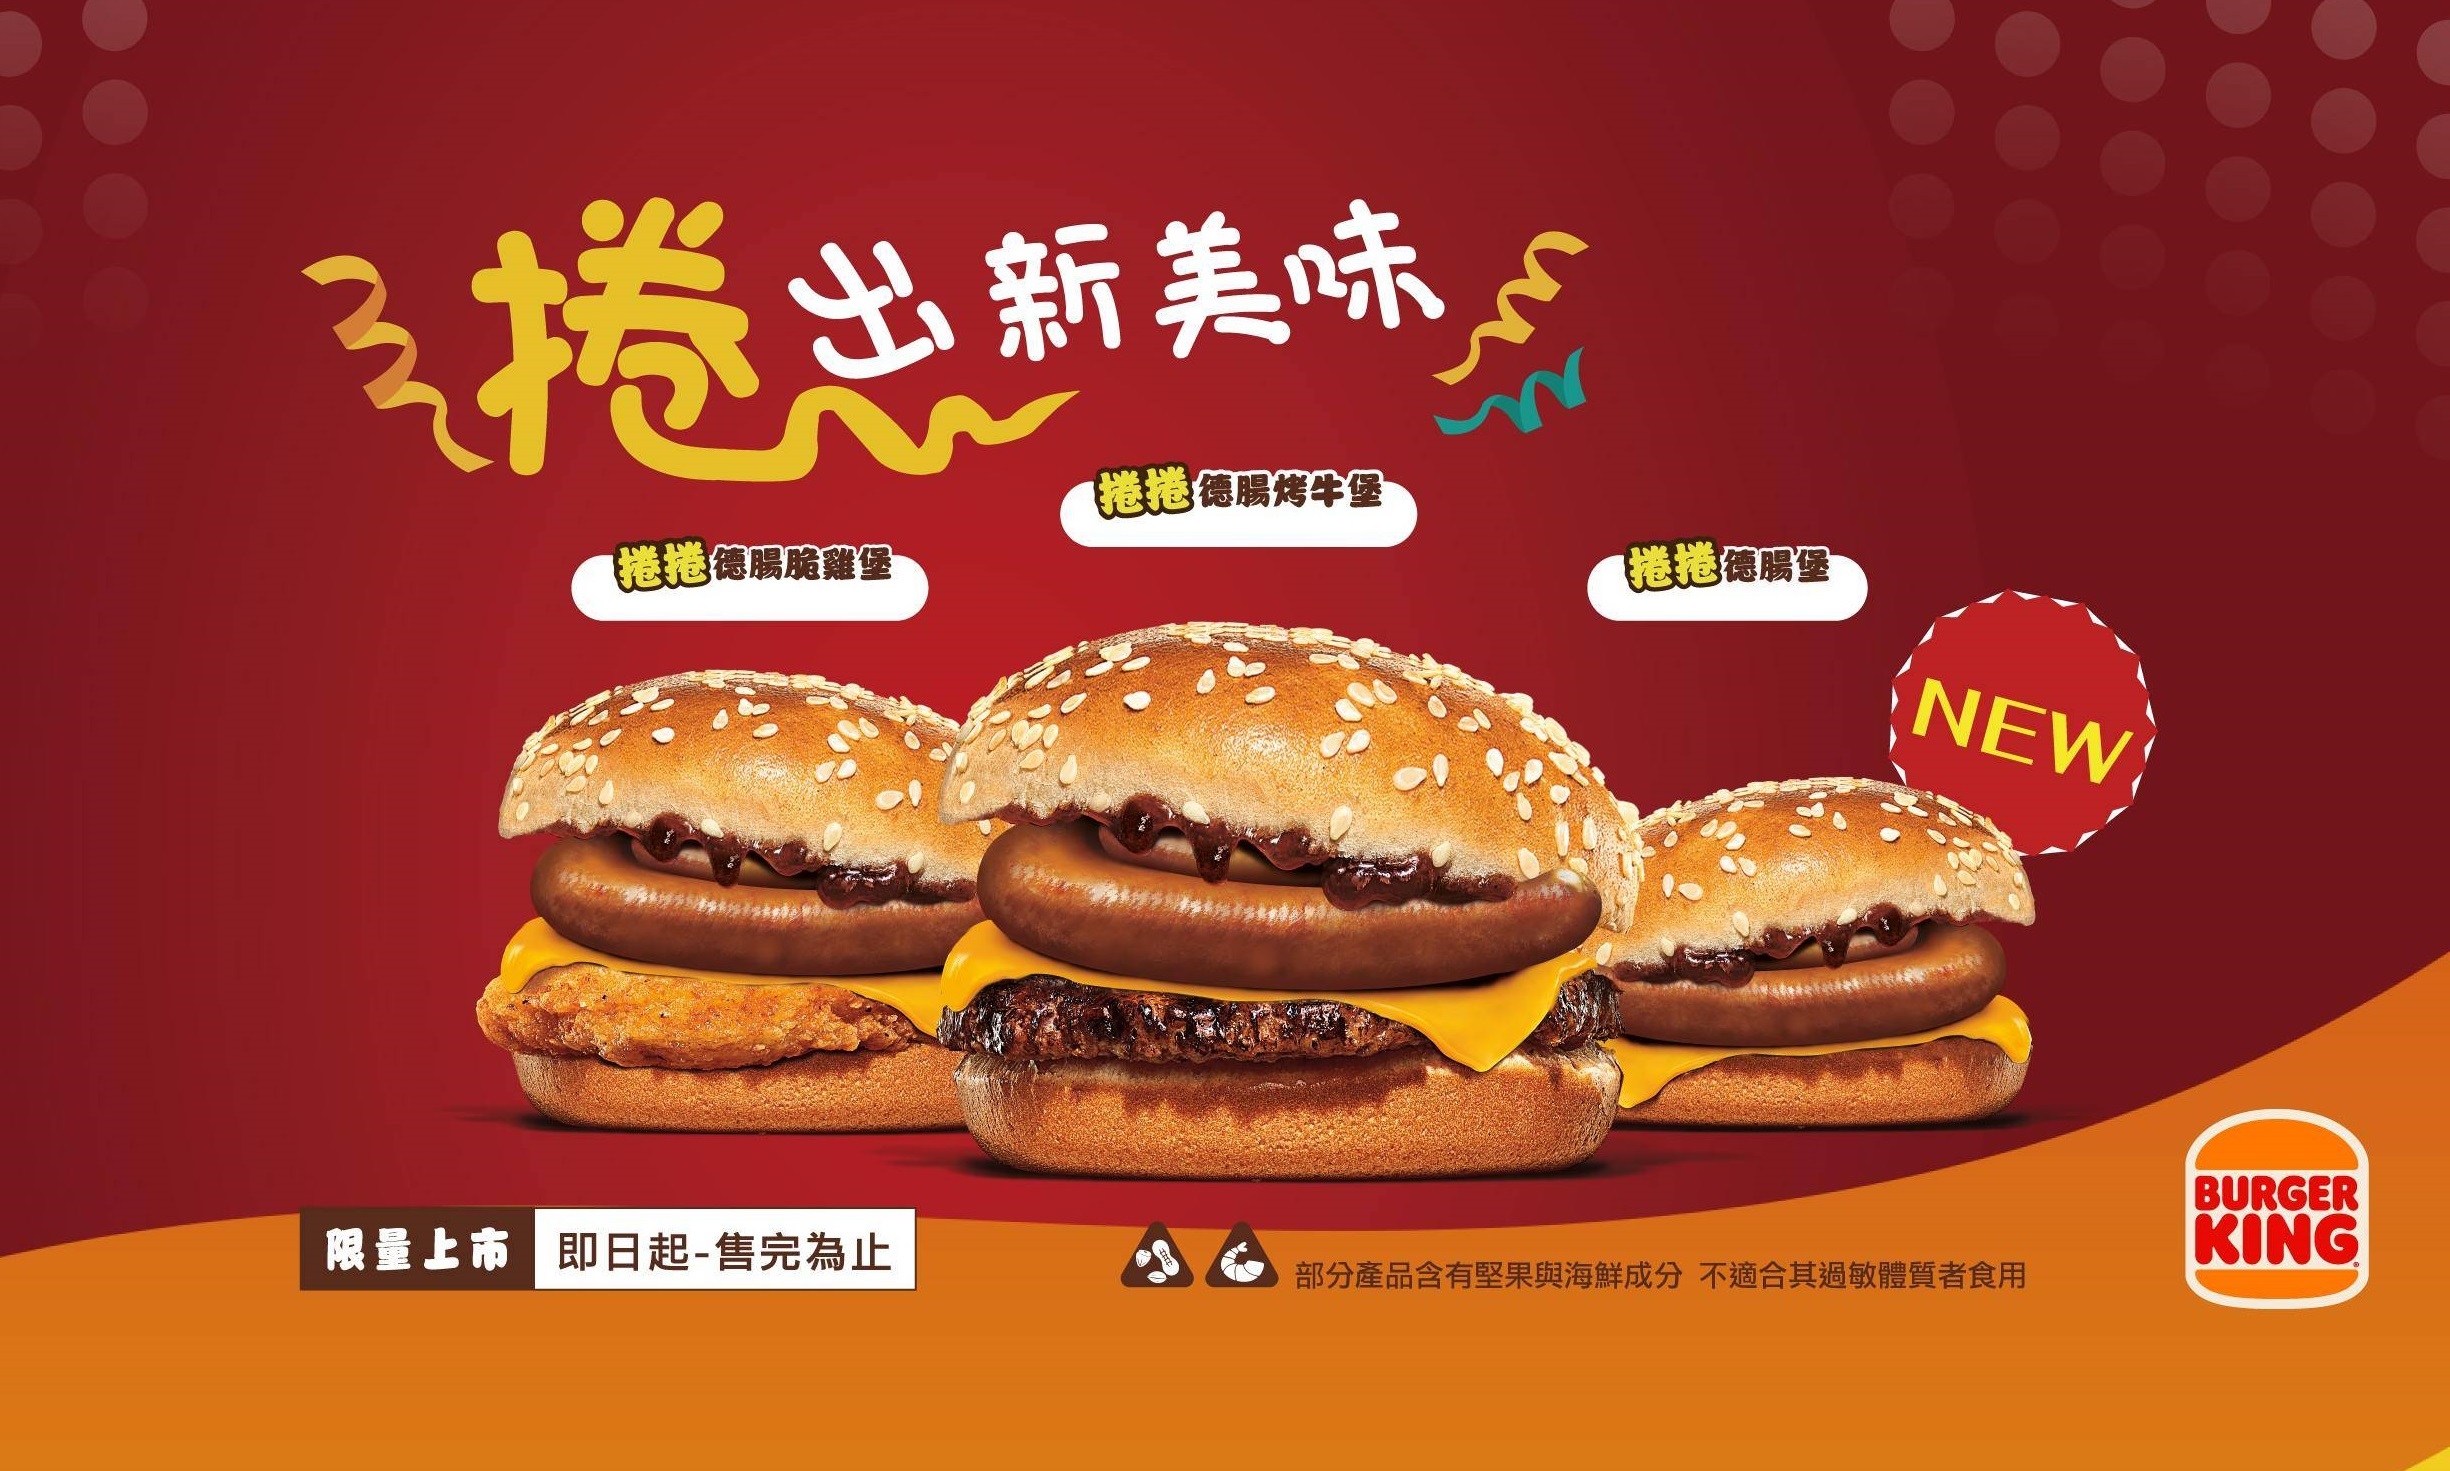 捲出新美味
捲捲德腸烤牛堡
捲捲德腸脆雞堡
捲捲德腸堡
NEW
限量上市
即日起-售完為止
部分產品含有堅果與海鮮成分 不適合其過敏體質者食用
BURGER
KING